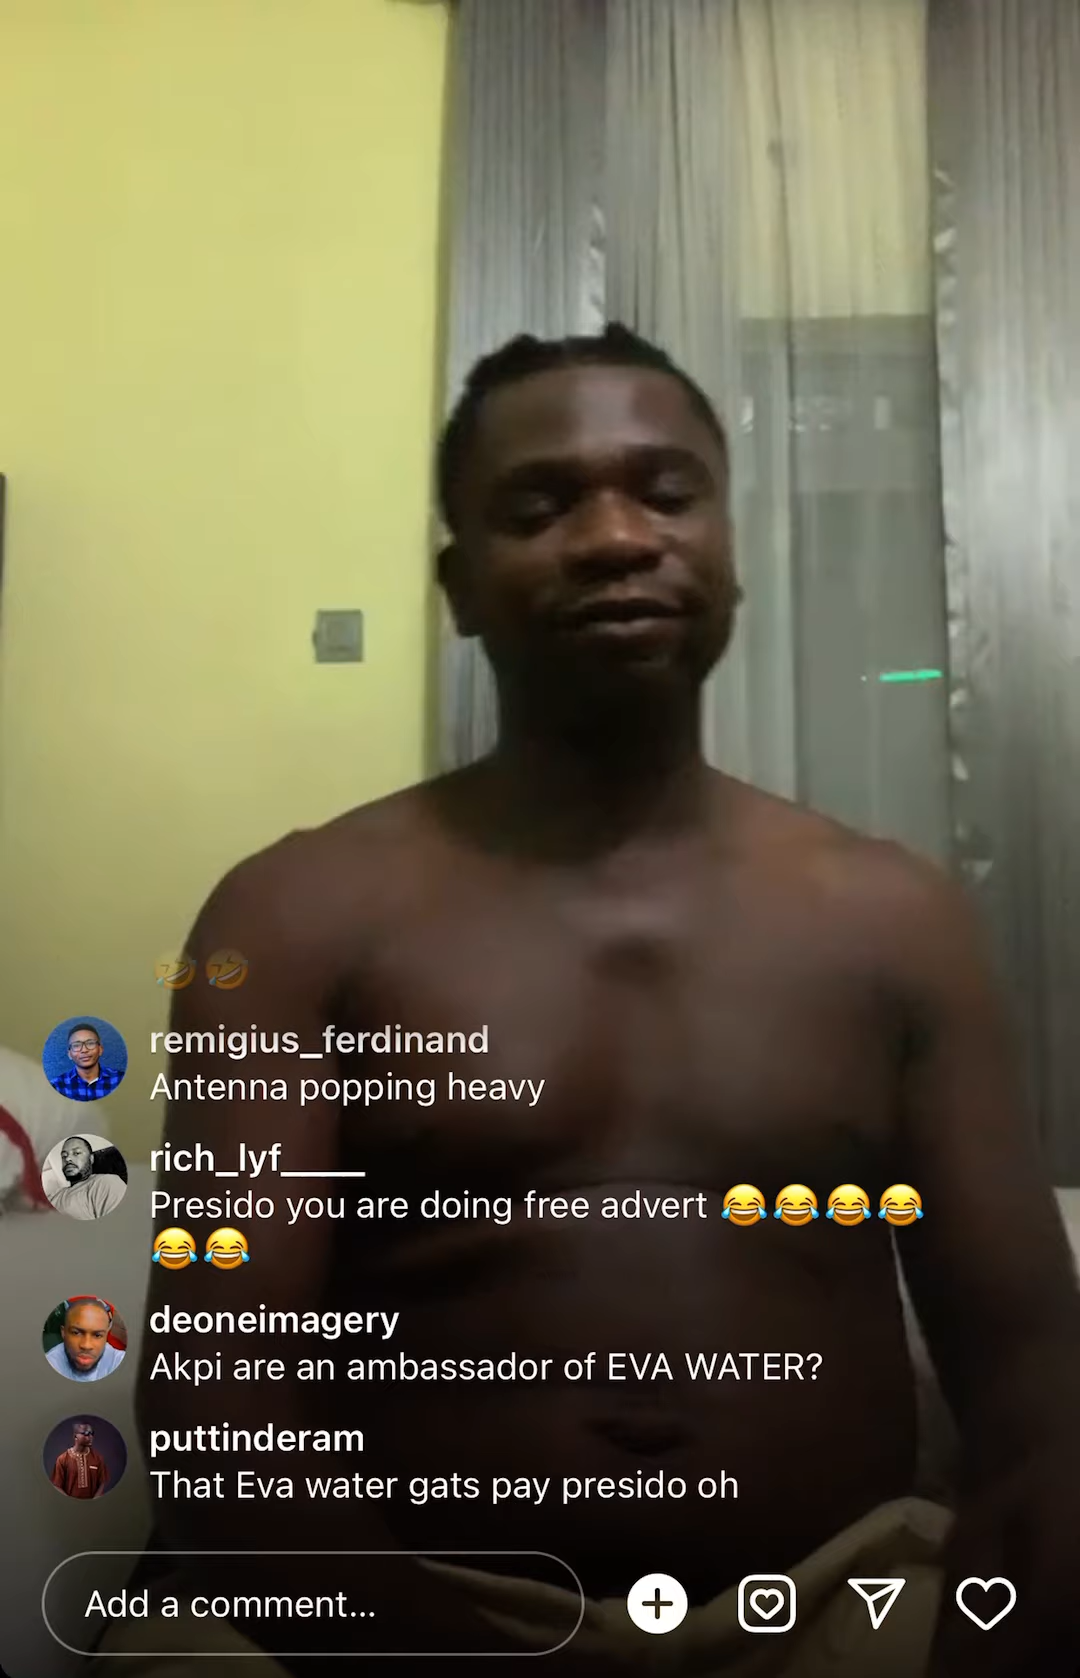 🤣🤣
remigius_ferdinand
Antenna popping heavy
rich_lyf_____
Presido you are doing free advert 😂😂😂😂
😂😂
deoneimagery
Akpi are an ambassador of EVA WATER?
puttinderam
That Eva water gats pay presido oh
Add a comment...